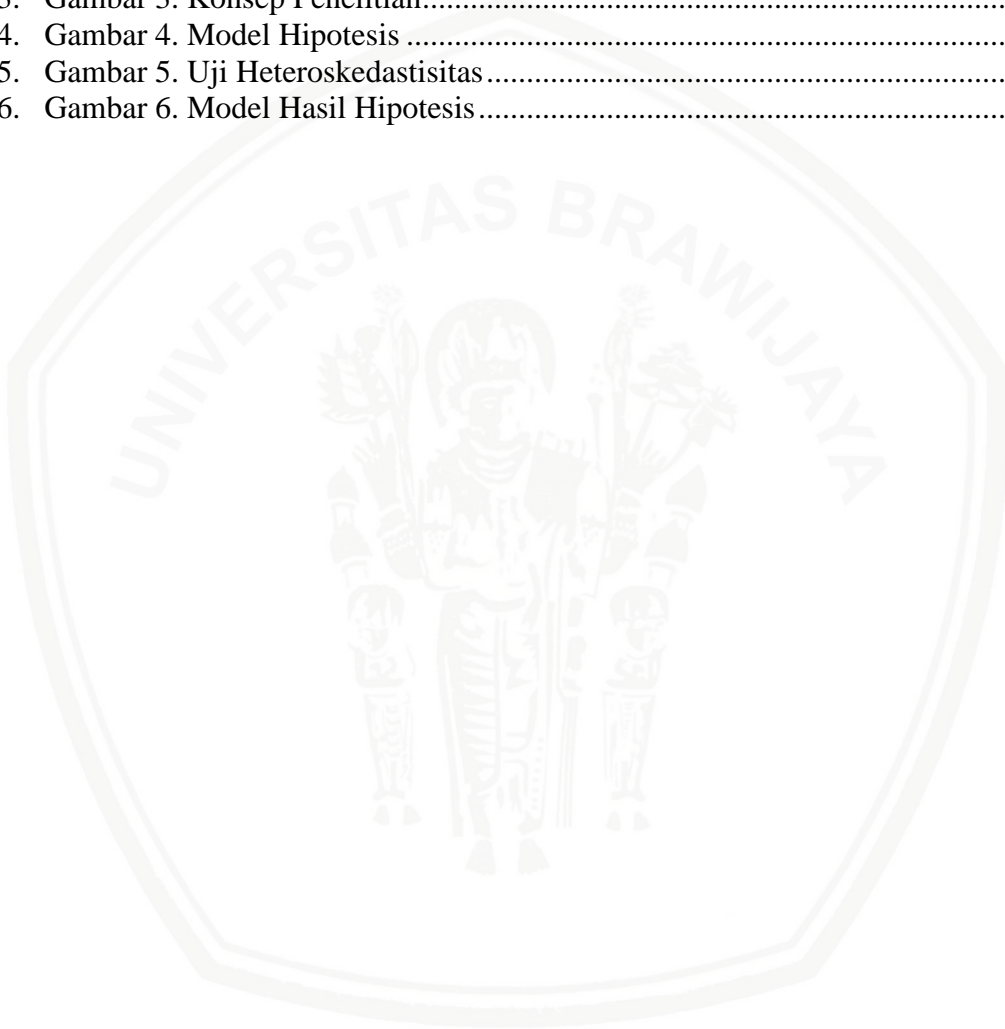 3. Gambar 3. Konsep Penelitian........................................................................
4. Gambar 4. Model Hipotesis ..........................................................................
5. Gambar 5. Uji Heteroskedastisitas ................................................................
6. Gambar 6. Model Hasil Hipotesis .................................................................
UNIVERSITAS BRAWIJAYA